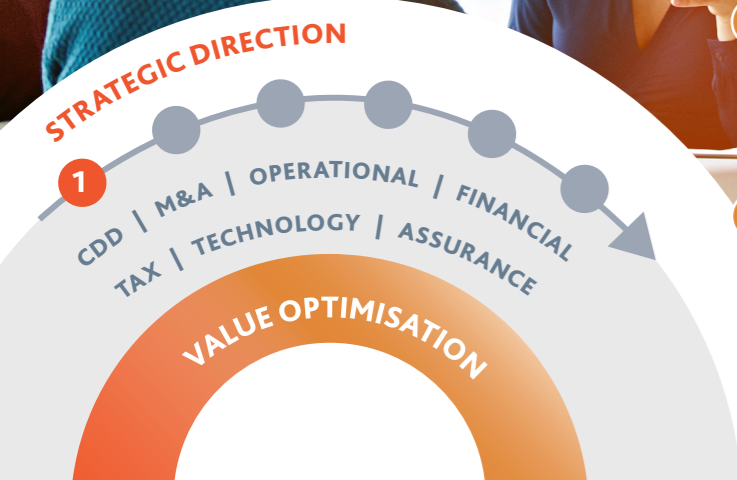 STRATEGIC DIRECTION
1
CDD | M&A | OPERATIONAL | FINANCIAL
TAX | TECHNOLOGY | ASSURANCE
VALUE OPTIMISATION